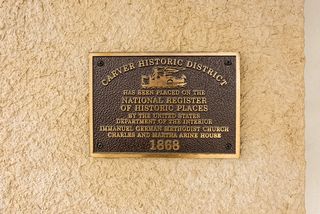 CARVER HISTORIC DISTRICT
HAS BEEN PLACED ON THE
NATIONAL REGISTER
OF HISTORIC PLACES
BY THE UNITED STATES
DEPARTMENT OF THE INTERIOR
IMMANUEL GERMAN METHODIST CHURCH
CHARLES AND MARTHA ARINE HOUSE
1868